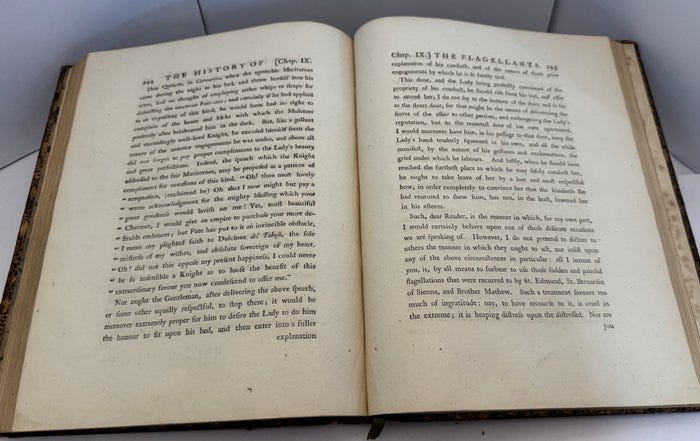 244 THE HISTORY OF [Chap. IX.
Don Quixote, in Cervantes, when the agreable Maritornes
came during the night to his bed, and threw herself into his
arms, had no thought of employing either whips or straps for
dismissing the amorous Fair-one; and certainly if he had applied
to an expedient of this kind, he would have had no right to
complain of the hours and kicks with which the Muleteer
presently after belaboured him in the dark. But, like a gallant
and exceedingly well-bred Knight, he excused himself from the
nature of the anterior engagements he was under, and above all
did not forget to pay proper compliments to the Lady's beauty
and great perfections. Indeed, the speech which the Knight
addressed to the fair Maritornes, may be proposed as a pattern of
compliment for occasions of this kind. “Oh! thou most lovely
“ temptation, (exclaimed he) Oh that I now might but pay a
“ warm acknowledgment for the mighty blessing which your
“ great goodness would lavish on me! Yes, most beautiful
“ Charmer, I would give an empire to purchase your more de-
“ sirable embraces; but Fate has put to it an invincible obstacle,
“ I mean my plighted faith to Dulcinea del Toboso, the sole
“ mistress of my wishes, and absolute sovereign of my heart.
“ Oh! did not this oppose my present happiness, I could never
“ be so insensible a Knight as to loose the benefit of this
“ extraordinary favour you now condescend to offer me.”
Nor ought the Gentleman, after delivering the above speech,
or some other equally respectful, to stop there; it would be
moreover extremely proper for him to desire the Lady to do him
the honour to sit upon his bed, and then enter into a fuller
explanation
Chap. IX.] THE FLAGELLANTS. 245
explanation of his conduct, and of the nature of those prior
engagements by which he is so fatally tied.
This done, and the Lady being perfectly convinced of the
propriety of his conduct, he should rise from his bed, and offer
to attend her, I do not say to the bottom of the stairs and so far
as the street door, for that might be the means of discovering the
secret of the affair to other persons, and endangering the Lady's
reputation, but to the remotest door of his own apartment.
I would moreover have him, in his passage to that door, keep the
Lady's hand tenderly squeezed in his own, and all the while
manifest, by the nature of his gestures and exclamations, the
grief under which he labours. And lastly, when he should have
reached the furthest place to which he may safely conduct her,
he ought to take leave of her by a low and most respectful
bow, in order completely to convince her that the kindness she
had ventured to shew him, has not, in the least, lowered her
in his esteem.
Such, dear Reader, is the manner in which, for my own part,
I would certainly behave upon one of those delicate occasions
we are speaking of. However, I do not pretend to dictate to
others the manner in which they ought to act, nor insist upon
any of the above circumstances in particular: all I intreat of
you, is, by all means to forbear to use those sudden and painful
flagellations that were recurred to by St. Edmund, St. Bernardin
of Sienna, and Brother Mathew. Such a treatment favours too
much of ingratitude: nay, to have recourse to it, is cruel in
the extreme; it is heaping distress upon the distressed. Nor are
you